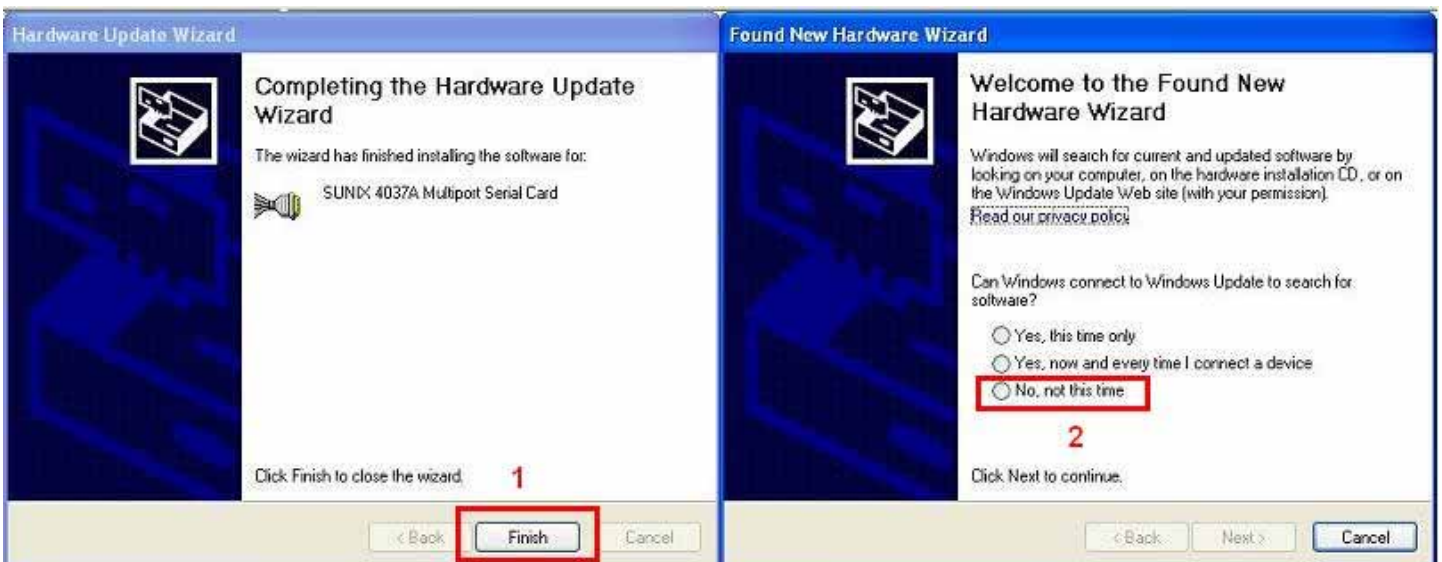 Hardware Update Wizard
Completing the Hardware Update
Wizard
The wizard has finished installing the software for:
SUNIX 4037A Multiport Serial Card
Click Finish to close the wizard.
1
< Back
Finish
Cancel
Found New Hardware Wizard
Welcome to the Found New
Hardware Wizard
Windows will search for current and updated software by
looking on your computer, on the hardware installation CD, or on
the Windows Update Web site (with your permission).
Read our privacy policy
Can Windows connect to Windows Update to search for
software?
Yes, this time only
Yes, now and every time I connect a device
No, not this time
2
Click Next to continue.
< Back
Next >
Cancel